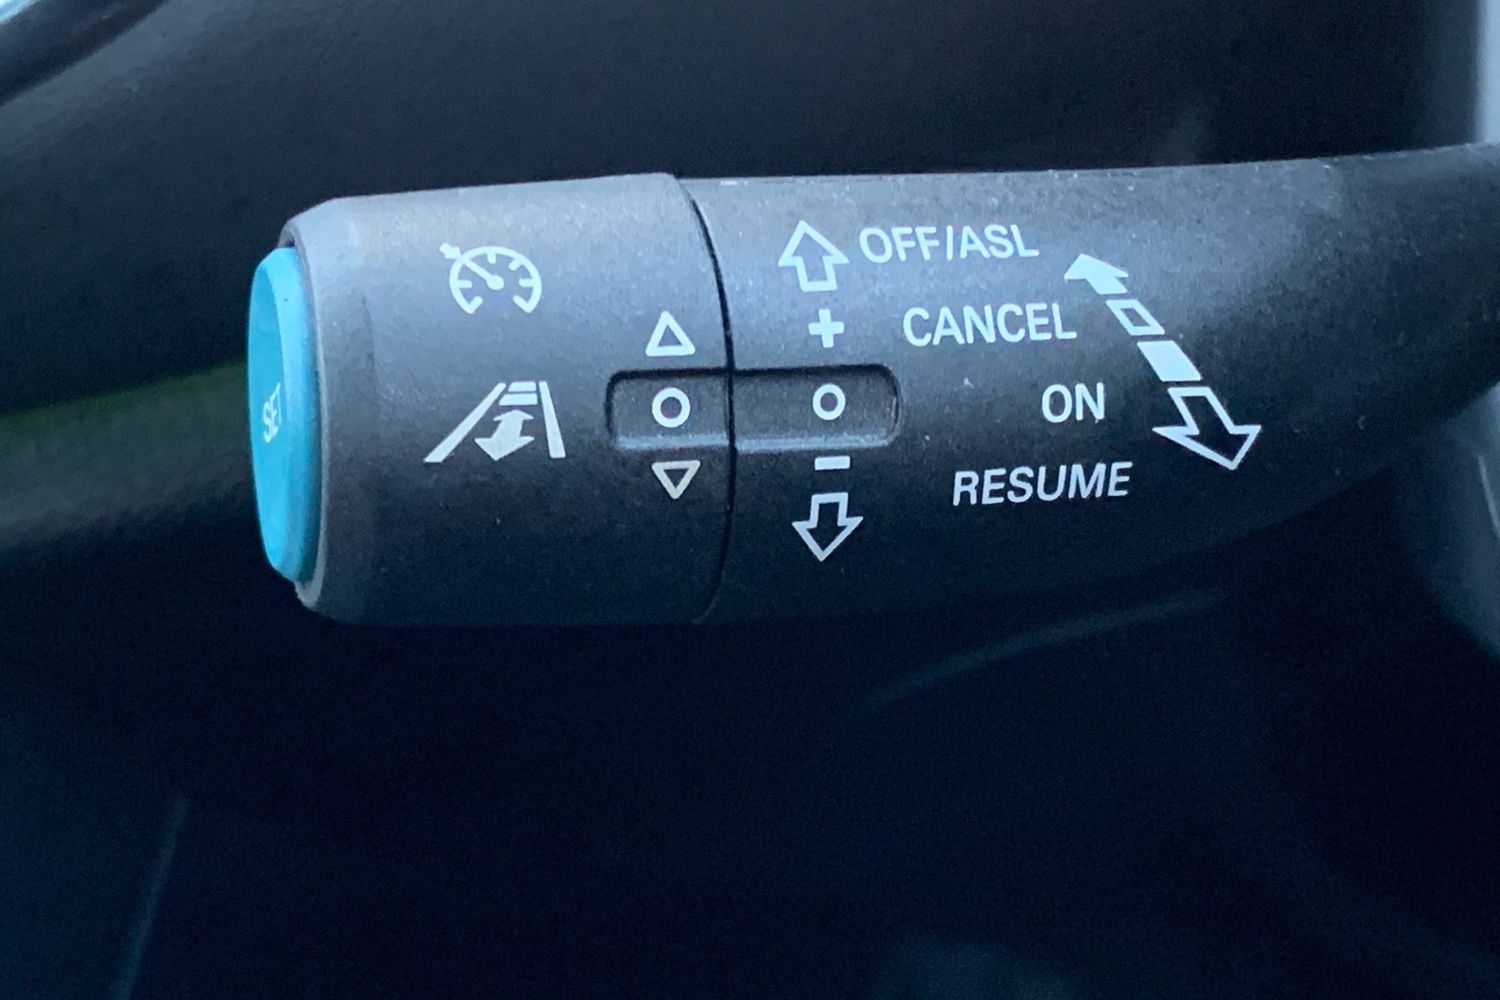 SET
OFF/ASL
+ CANCEL
ON
RESUME